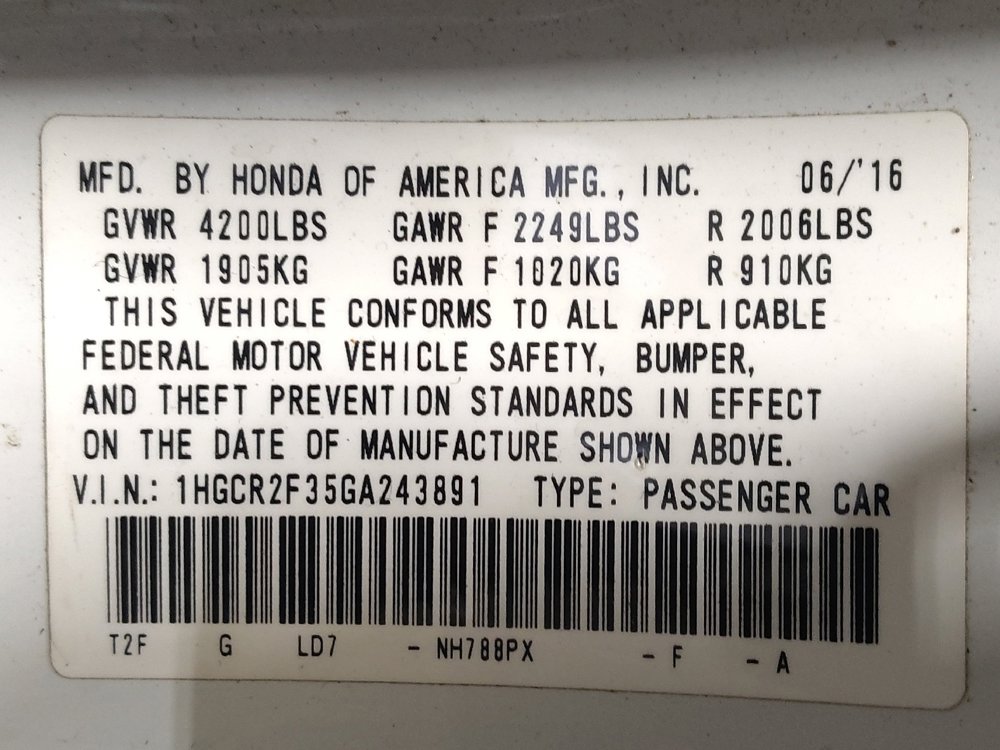 MFD. BY HONDA OF AMERICA MFG., INC. 06/'16
GVWR 4200LBS GAWR F 2249LBS R 2006LBS
GVWR 1905KG GAWR F 1020KG R 910KG
THIS VEHICLE CONFORMS TO ALL APPLICABLE
FEDERAL MOTOR VEHICLE SAFETY, BUMPER,
AND THEFT PREVENTION STANDARDS IN EFFECT
ON THE DATE OF MANUFACTURE SHOWN ABOVE.
V.I.N.: 1HGCR2F35GA243891 TYPE: PASSENGER CAR
T2F G LD7 - NH788PX - F - A